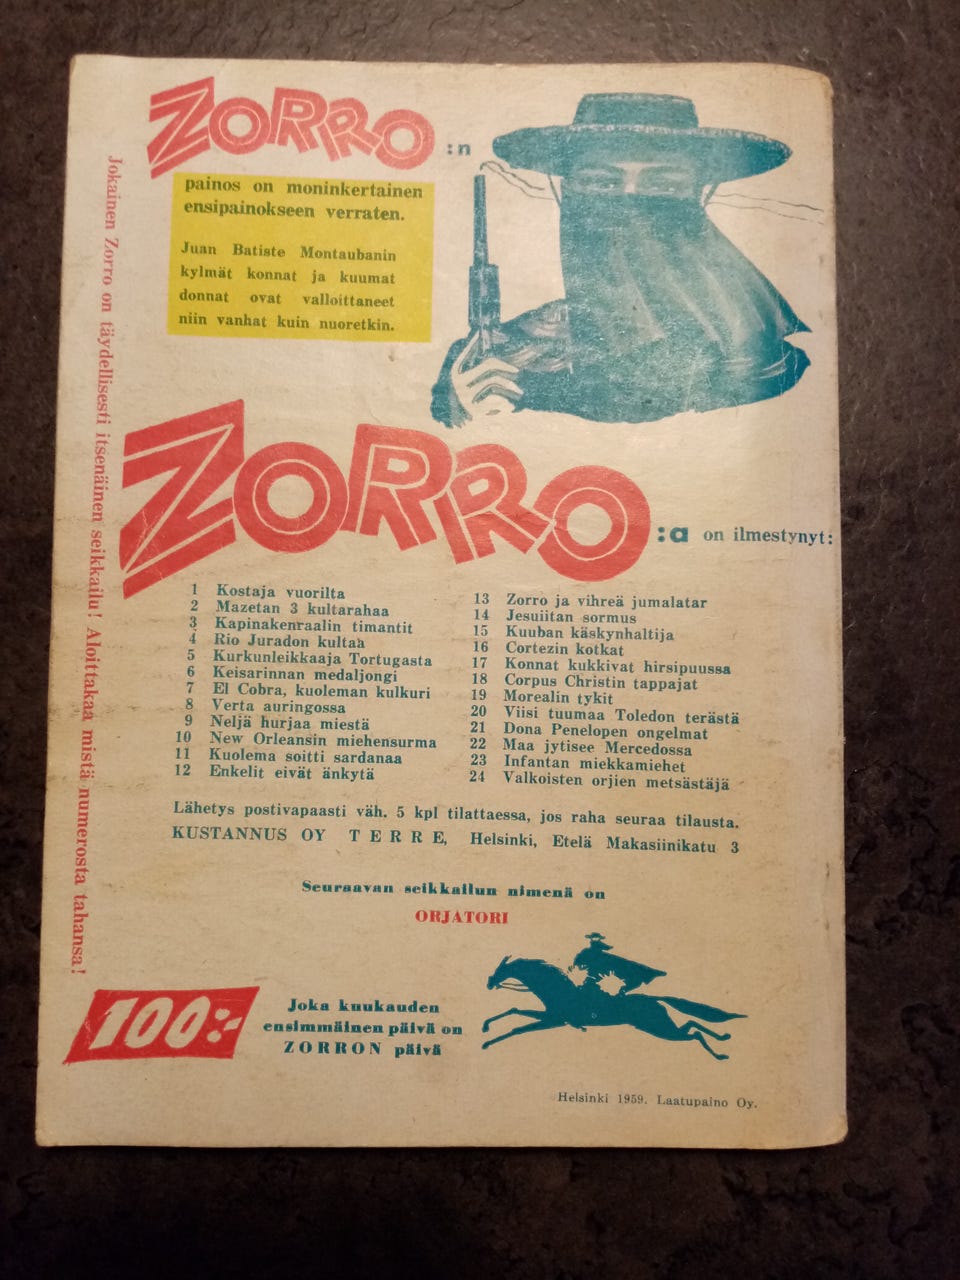 ZORRO :n
painos on moninkertainen
ensipainokseen verraten.
Juan Batiste Montaubanin
kylmät konnat ja kuumat
donnat ovat valloittaneet
niin vanhat kuin nuoretkin.
Jokainen Zorro on täydellisesti itsenäinen seikkailu! Aloittakaa mistä numerosta tahansa!
ZORRO :a on ilmestynyt:
1 Kostaja vuorilta
2 Mazetan 3 kultarahaa
3 Kapinakenraalin timantit
4 Rio Juradon kultaa
5 Kurkunleikkaaja Tortugasta
6 Keisarinnan medaljongi
7 El Cobra, kuoleman kulkuri
8 Verta auringossa
9 Neljä hurjaa miestä
10 New Orleansin miehensurma
11 Kuolema soitti sardanaa
12 Enkelit eivät änkytä
13 Zorro ja vihreä jumalatar
14 Jesuiitan sormus
15 Kuuban käskynhaltija
16 Cortezin kotkat
17 Konnat kukkivat hirsipuussa
18 Corpus Christin tappajat
19 Morealin tykit
20 Viisi tuumaa Toledon terästä
21 Dona Penelopen ongelmat
22 Maa jytisee Mercedossa
23 Infantan miekkamiehet
24 Valkoisten orjien metsästäjä
Lähetys postivapaasti väh. 5 kpl tilattaessa, jos raha seuraa tilausta.
KUSTANNUS OY TERRE, Helsinki, Etelä Makasiinikatu 3
Seuraavan seikkailun nimenä on
ORJATORI
100:-
Joka kuukauden
ensimmäinen päivä on
ZORRON päivä
Helsinki 1959. Laatupaino Oy.